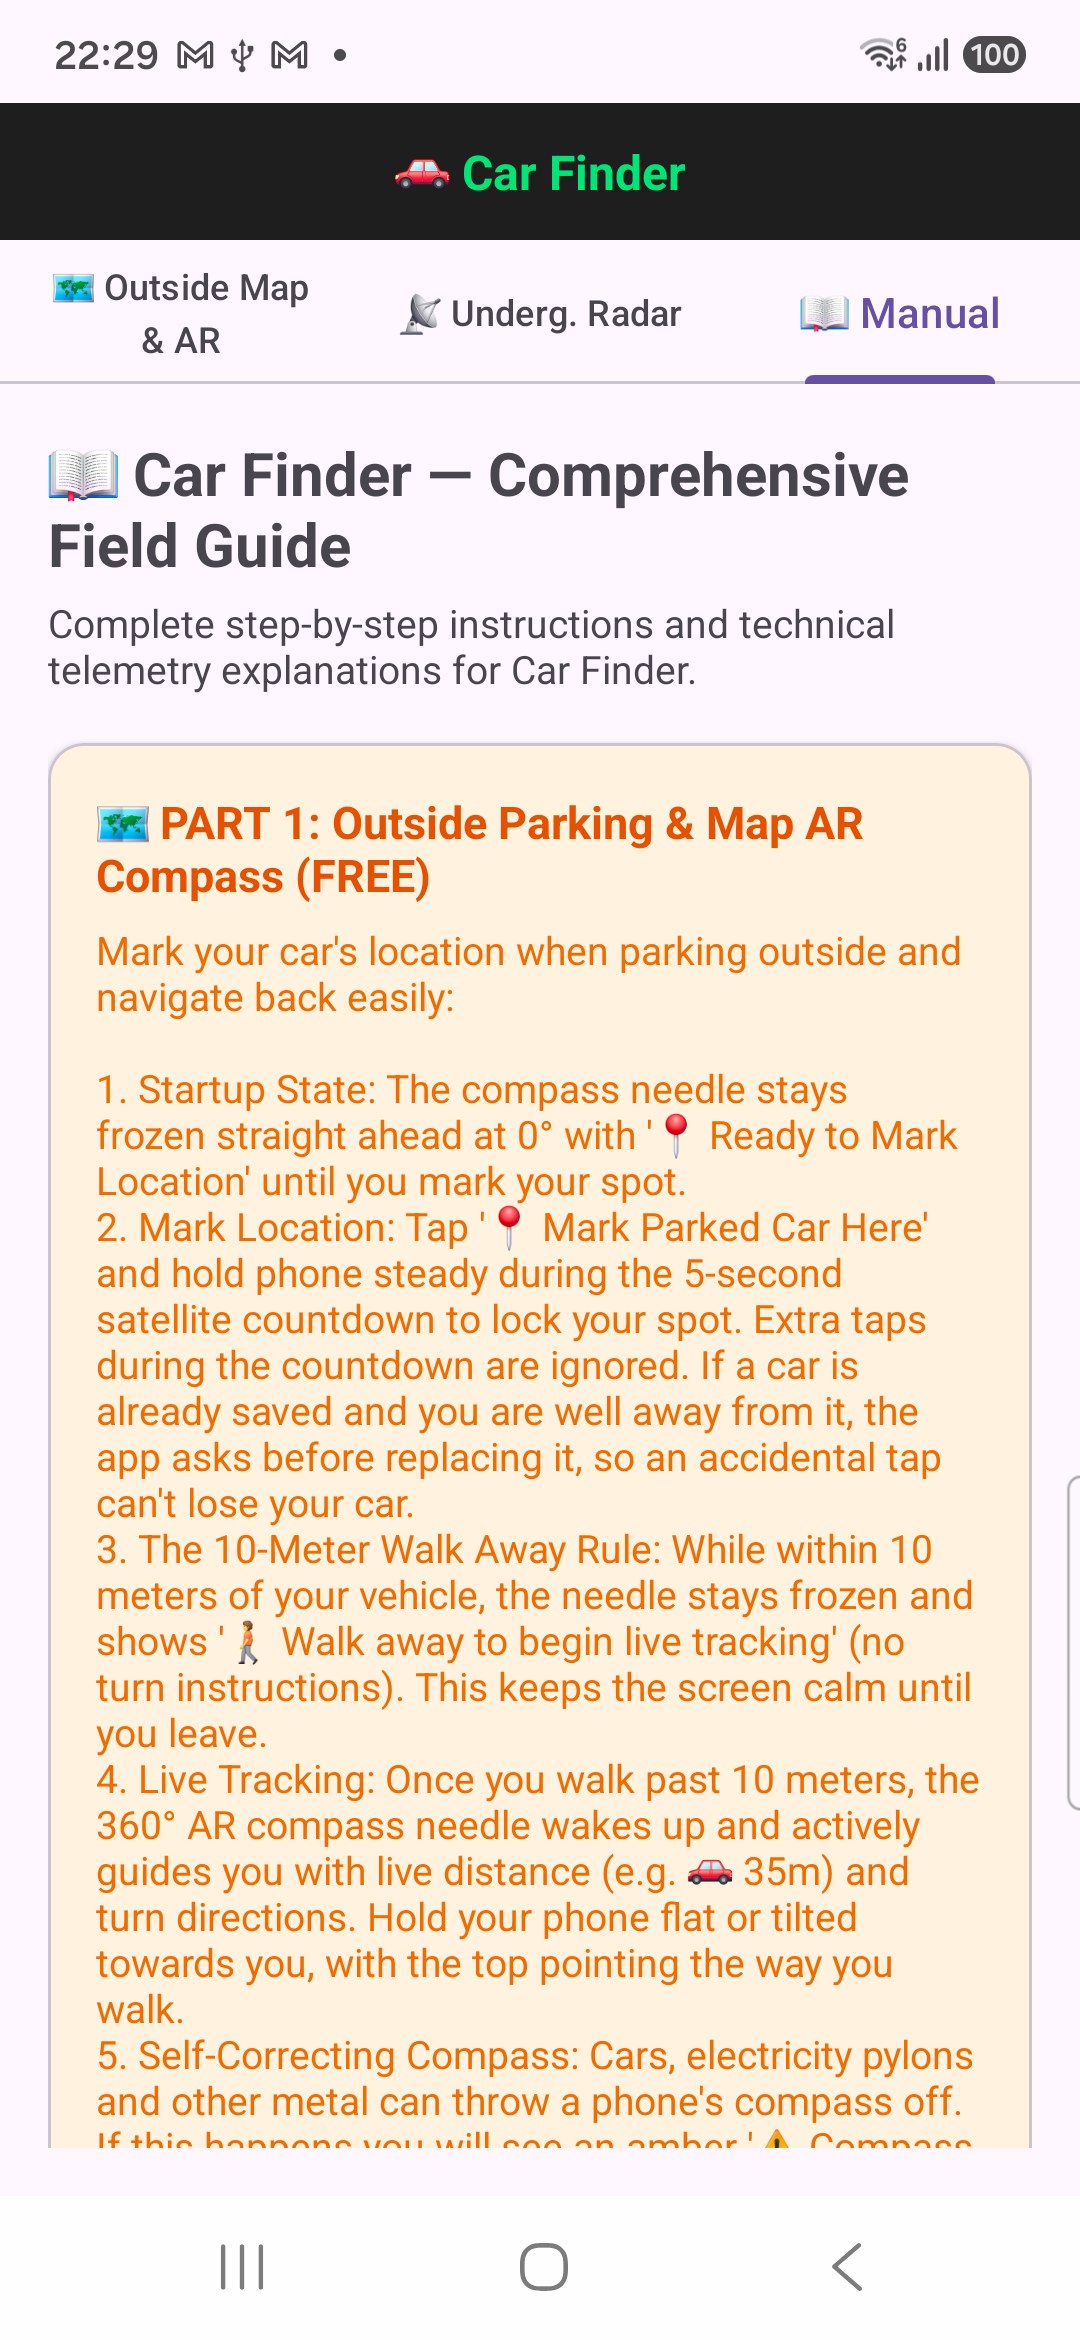 22:29
6
100
🚗 Car Finder
🗺️ Outside Map
& AR
📡 Underg. Radar
📖 Manual
📖 Car Finder — Comprehensive
Field Guide
Complete step-by-step instructions and technical
telemetry explanations for Car Finder.
🗺️ PART 1: Outside Parking & Map AR
Compass (FREE)
Mark your car's location when parking outside and
navigate back easily:
1. Startup State: The compass needle stays
frozen straight ahead at 0° with '📍 Ready to Mark
Location' until you mark your spot.
2. Mark Location: Tap '📍 Mark Parked Car Here'
and hold phone steady during the 5-second
satellite countdown to lock your spot. Extra taps
during the countdown are ignored. If a car is
already saved and you are well away from it, the
app asks before replacing it, so an accidental tap
can't lose your car.
3. The 10-Meter Walk Away Rule: While within 10
meters of your vehicle, the needle stays frozen and
shows '🚶 Walk away to begin live tracking' (no
turn instructions). This keeps the screen calm until
you leave.
4. Live Tracking: Once you walk past 10 meters, the
360° AR compass needle wakes up and actively
guides you with live distance (e.g. 🚗 35m) and
turn directions. Hold your phone flat or tilted
towards you, with the top pointing the way you
walk.
5. Self-Correcting Compass: Cars, electricity pylons
and other metal can throw a phone's compass off.
If this happens you will see an amber '⚠️ Compass